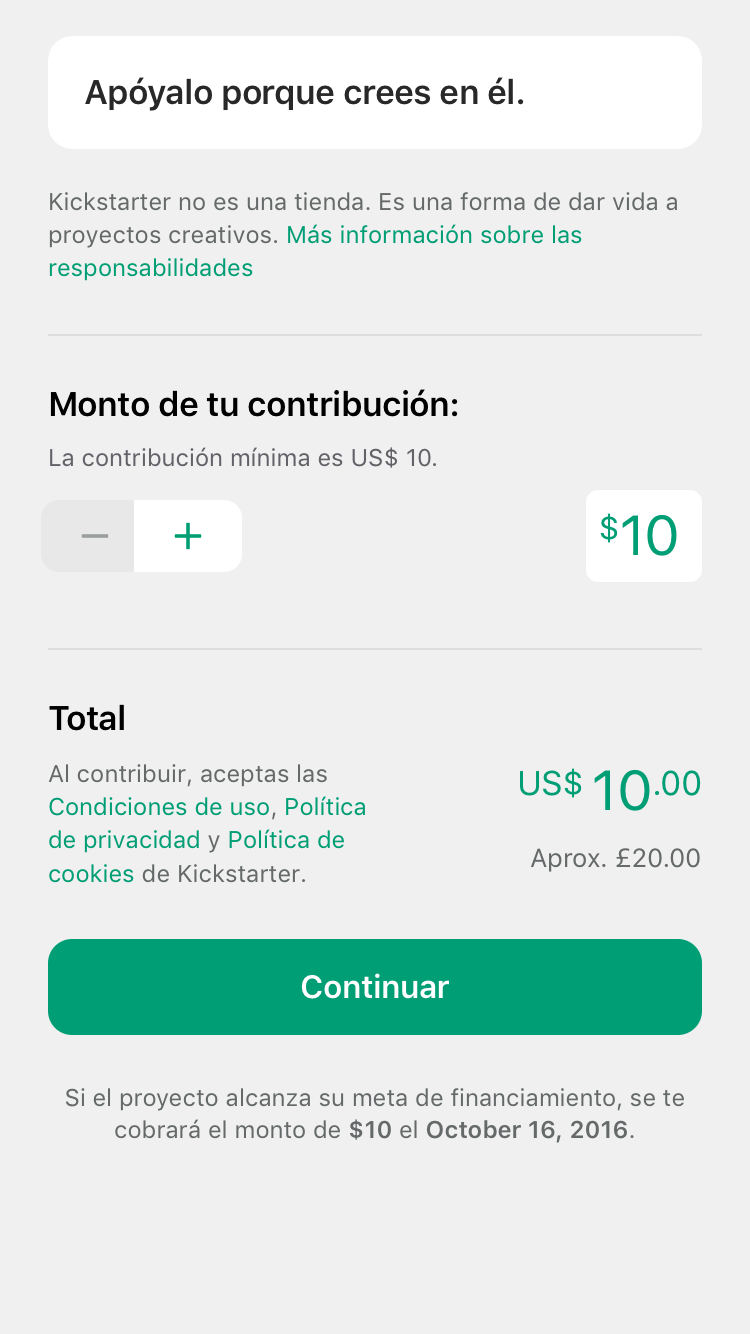 Apóyalo porque crees en él.
Kickstarter no es una tienda. Es una forma de dar vida a
proyectos creativos. Más información sobre las
responsabilidades
Monto de tu contribución:
La contribución mínima es US$ 10.
− +
$10
Total
Al contribuir, aceptas las
Condiciones de uso, Política
de privacidad y Política de
cookies de Kickstarter.
US$ 10.00
Aprox. £20.00
Continuar
Si el proyecto alcanza su meta de financiamiento, se te
cobrará el monto de $10 el October 16, 2016.